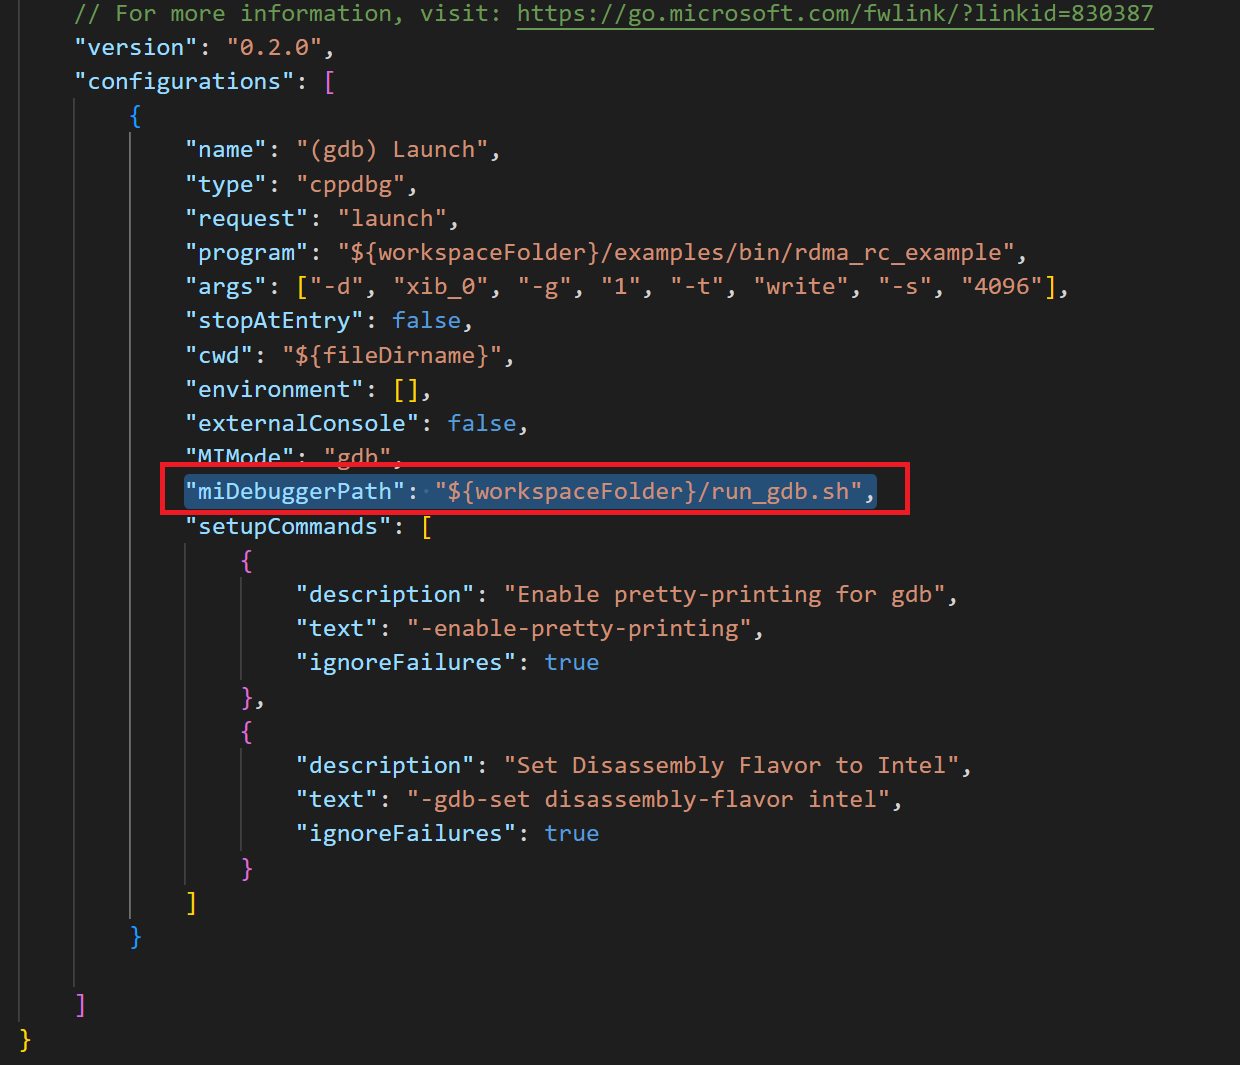 // For more information, visit: https://go.microsoft.com/fwlink/?linkid=830387
"version": "0.2.0",
"configurations": [
{
"name": "(gdb) Launch",
"type": "cppdbg",
"request": "launch",
"program": "${workspaceFolder}/examples/bin/rdma_rc_example",
"args": ["-d", "xib_0", "-g", "1", "-t", "write", "-s", "4096"],
"stopAtEntry": false,
"cwd": "${fileDirname}",
"environment": [],
"externalConsole": false,
"MIMode": "gdb",
"miDebuggerPath": "${workspaceFolder}/run_gdb.sh",
"setupCommands": [
{
"description": "Enable pretty-printing for gdb",
"text": "-enable-pretty-printing",
"ignoreFailures": true
},
{
"description": "Set Disassembly Flavor to Intel",
"text": "-gdb-set disassembly-flavor intel",
"ignoreFailures": true
}
]
}
]
}